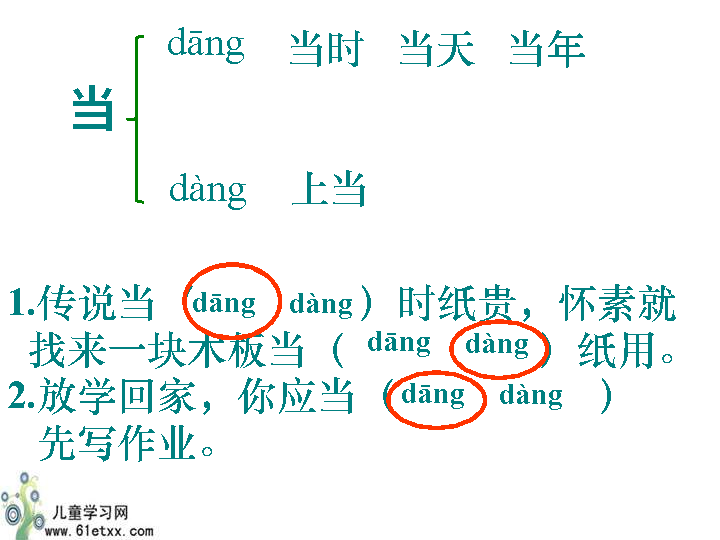 dāng 当时 当天 当年
当
dàng 上当
1.传说当（dāng dàng）时纸贵，怀素就
找来一块木板当（dāng dàng）纸用。
2.放学回家，你应当（dāng dàng）
先写作业。
儿童学习网
www.61etxx.com